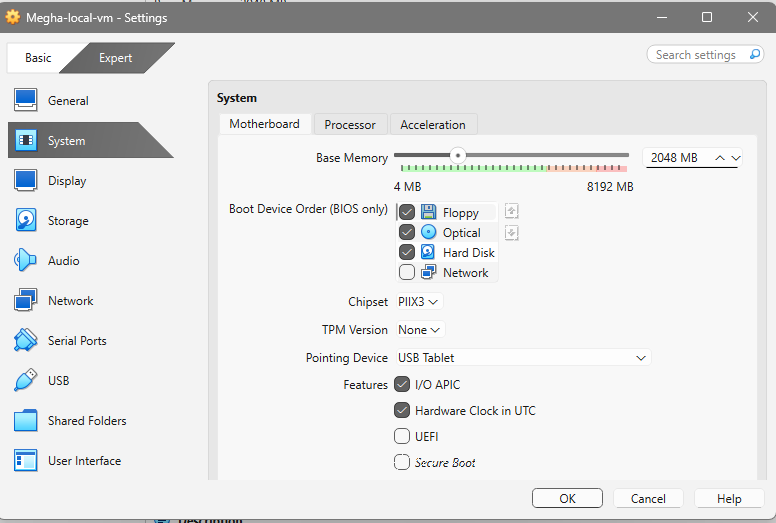 Megha-local-vm - Settings
Basic Expert
Search settings
General
System
Display
Storage
Audio
Network
Serial Ports
USB
Shared Folders
User Interface
System
Motherboard Processor Acceleration
Base Memory 2048 MB
4 MB 8192 MB
Boot Device Order (BIOS only) Floppy
Optical
Hard Disk
Network
Chipset PIIX3
TPM Version None
Pointing Device USB Tablet
Features I/O APIC
Hardware Clock in UTC
UEFI
Secure Boot
OK Cancel Help